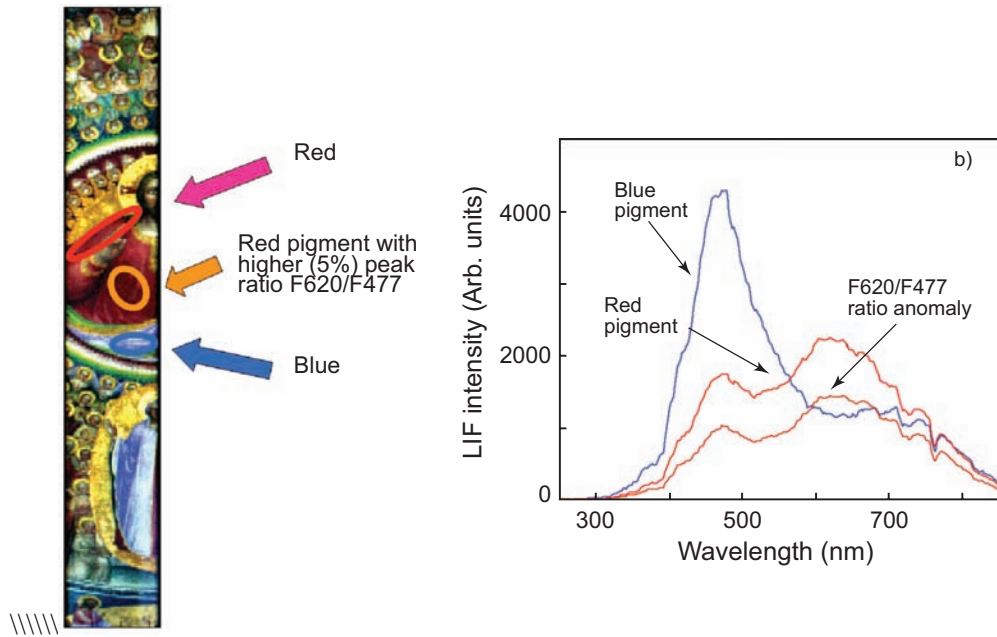 Red
Red pigment with
higher (5%) peak
ratio F620/F477
Blue
b)
LIF intensity (Arb. units)
4000
2000
0
Blue
pigment
Red
pigment
F620/F477
ratio anomaly
300
500
700
Wavelength (nm)